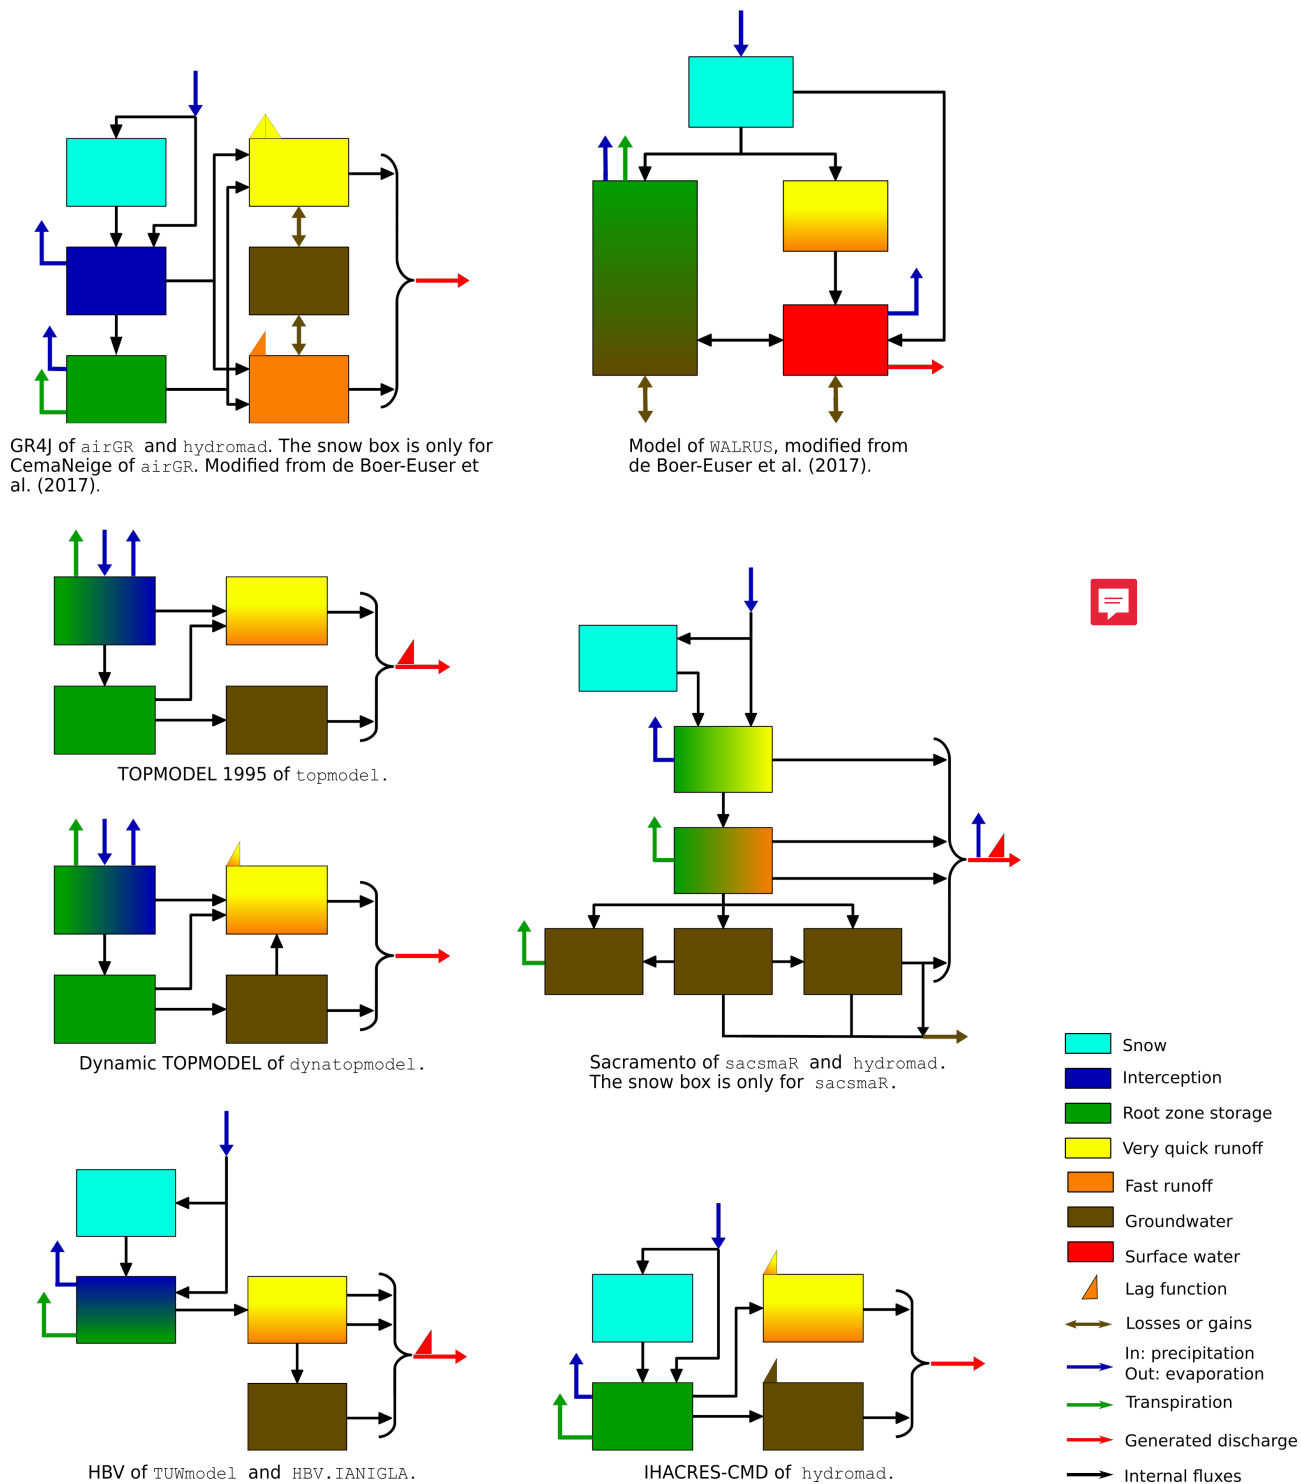 GR4J of airGR and hydromad. The snow box is only for
CemaNeige of airGR. Modified from de Boer-Euser et
al. (2017).
Model of WALRUS, modified from
de Boer-Euser et al. (2017).
TOPMODEL 1995 of topmodel.
Dynamic TOPMODEL of dynatopmodel.
Sacramento of sacsmaR and hydromad.
The snow box is only for sacsmaR.
HBV of TUWmodel and HBV.IANIGLA.
IHACRES-CMD of hydromad.
Snow
Interception
Root zone storage
Very quick runoff
Fast runoff
Groundwater
Surface water
Lag function
Losses or gains
In: precipitation
Out: evaporation
Transpiration
Generated discharge
Internal fluxes